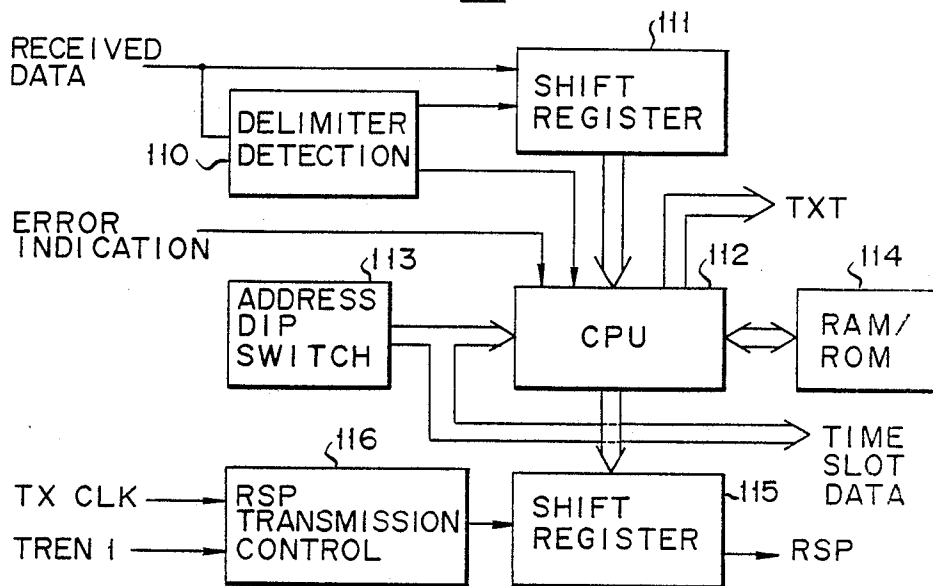 111
RECEIVED
DATA
SHIFT
REGISTER
DELIMITER
DETECTION
110
TXT
ERROR
INDICATION
113
112
114
ADDRESS
DIP
SWITCH
CPU
RAM/
ROM
116
TIME
SLOT
DATA
115
TX CLK
RSP
TRANSMISSION
CONTROL
SHIFT
REGISTER
TREN 1
RSP